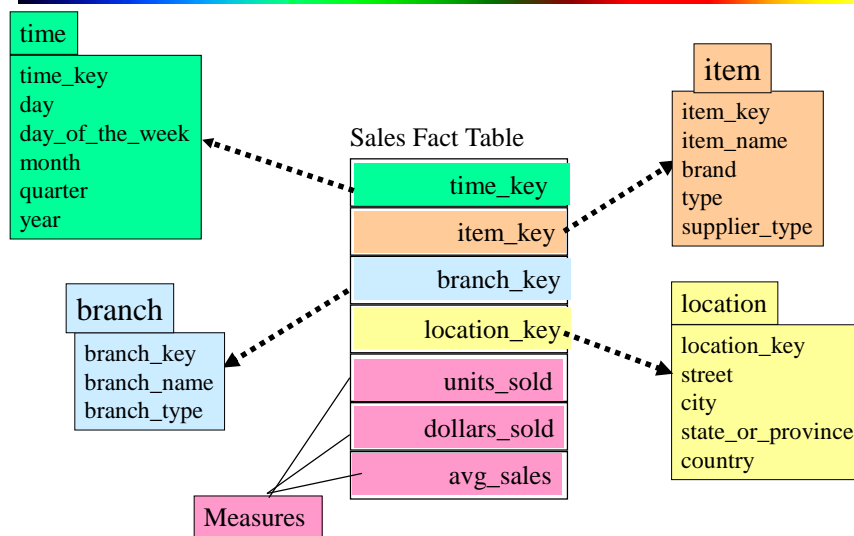 time
time_key
day
day_of_the_week
month
quarter
year
item
item_key
item_name
brand
type
supplier_type
Sales Fact Table
time_key
item_key
branch_key
location_key
units_sold
dollars_sold
avg_sales
branch
branch_key
branch_name
branch_type
location
location_key
street
city
state_or_province
country
Measures